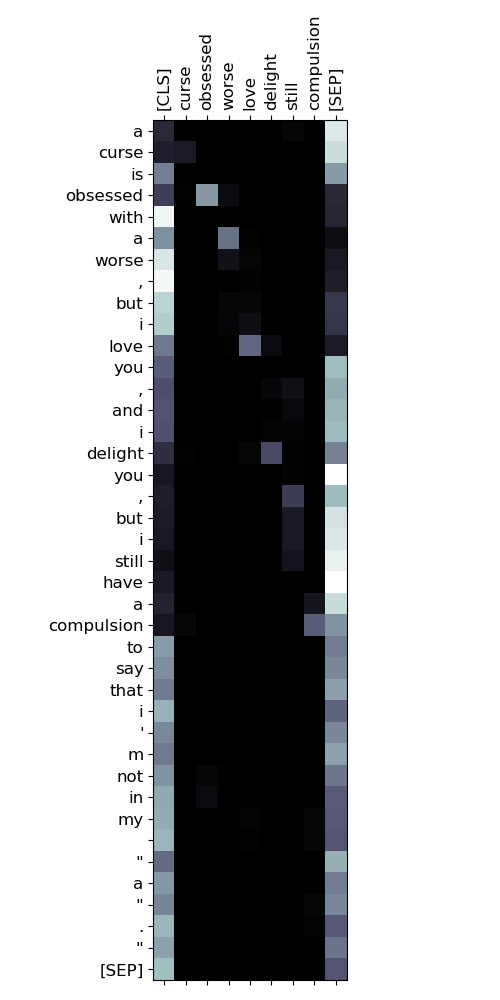 [CLS] curse obsessed worse love delight still compulsion [SEP]
a
curse
is
obsessed
with
a
worse
,
but
i
love
you
,
and
i
delight
you
,
but
i
still
have
a
compulsion
to
say
that
i
'
m
not
in
my
"
a
"
.
"
[SEP]